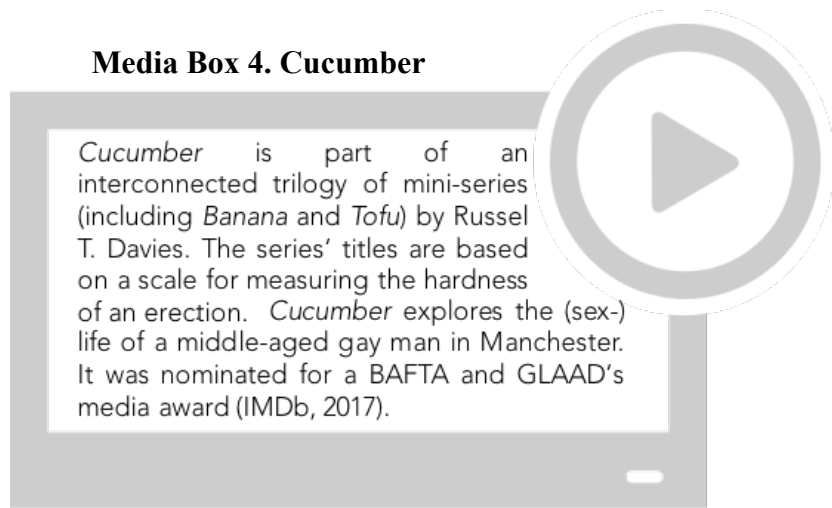 Media Box 4. Cucumber
Cucumber is part of an
interconnected trilogy of mini-series
(including Banana and Tofu) by Russel
T. Davies. The series’ titles are based
on a scale for measuring the hardness
of an erection. Cucumber explores the (sex-)
life of a middle-aged gay man in Manchester.
It was nominated for a BAFTA and GLAAD’s
media award (IMDb, 2017).